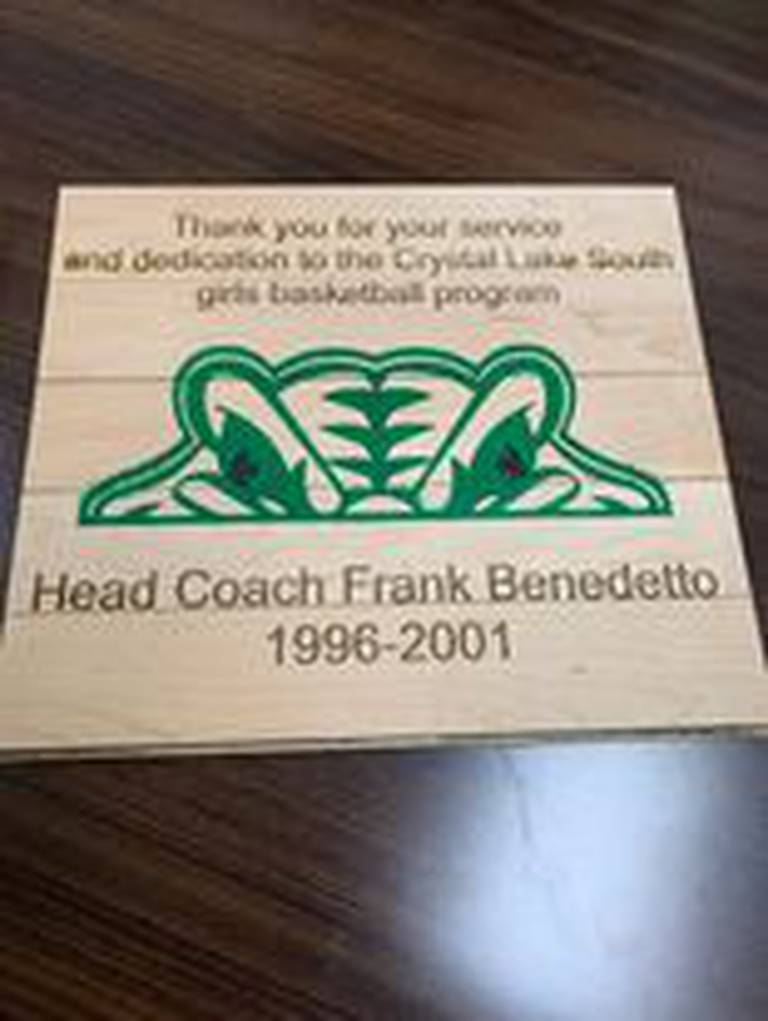 Thank you for your service
and dedication to the Crystal Lake South
girls basketball program
Head Coach Frank Benedetto
1996-2001